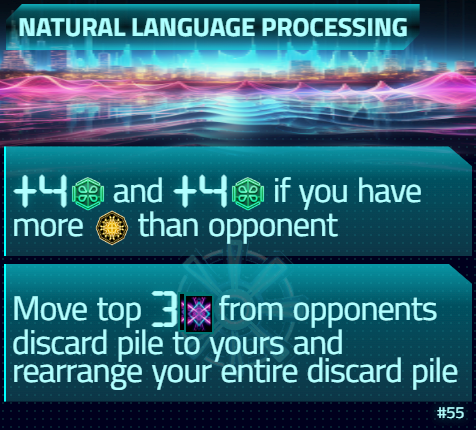 NATURAL LANGUAGE PROCESSING
+4 and +4 if you have
more than opponent
Move top 3 from opponents
discard pile to yours and
rearrange your entire discard pile
#55